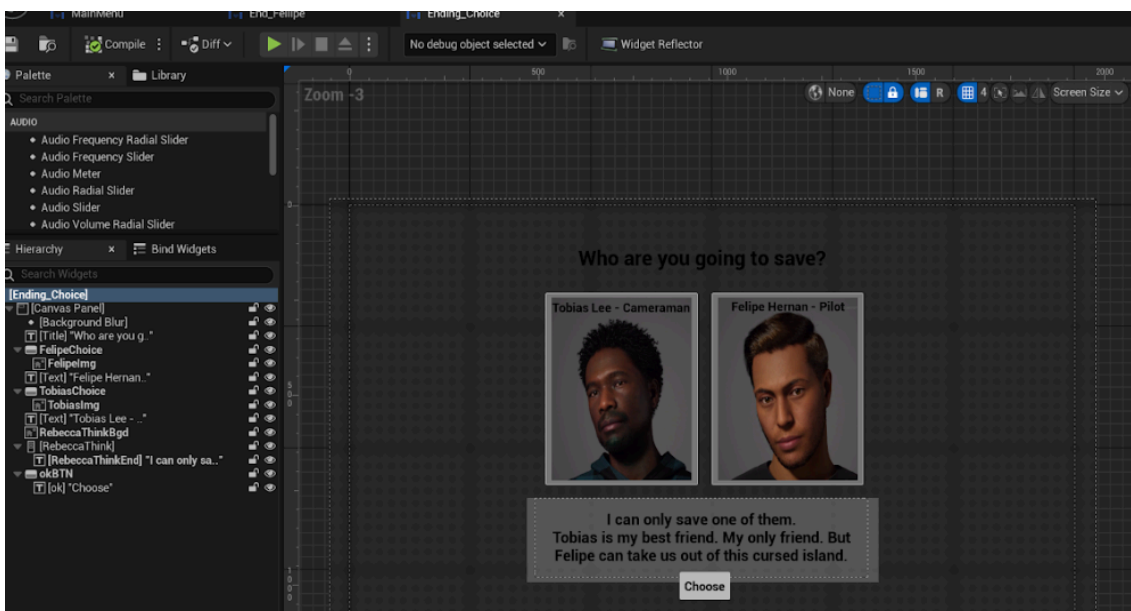 MainMenu End_Felipe Ending_Choice ×
Compile Diff No debug object selected Widget Reflector
Palette × Library
Search Palette
AUDIO
Audio Frequency Radial Slider
Audio Frequency Slider
Audio Meter
Audio Radial Slider
Audio Slider
Audio Volume Radial Slider
Hierarchy × Bind Widgets
Search Widgets
[Ending_Choice]
[Canvas Panel]
[Background Blur]
[Title] "Who are you g.."
FelipeChoice
FelipeImg
[Text] "Felipe Hernan.."
TobiasChoice
TobiasImg
[Text] "Tobias Lee - .."
RebeccaThinkBgd
[RebeccaThink]
[RebeccaThinkEnd] "I can only sa.."
okBTN
[ok] "Choose"
0 500 1000 1500 2000
Zoom -3
None R 4 Screen Size
0
500
1000
Who are you going to save?
Tobias Lee - Cameraman
Felipe Hernan - Pilot
I can only save one of them.
Tobias is my best friend. My only friend. But
Felipe can take us out of this cursed island.
Choose